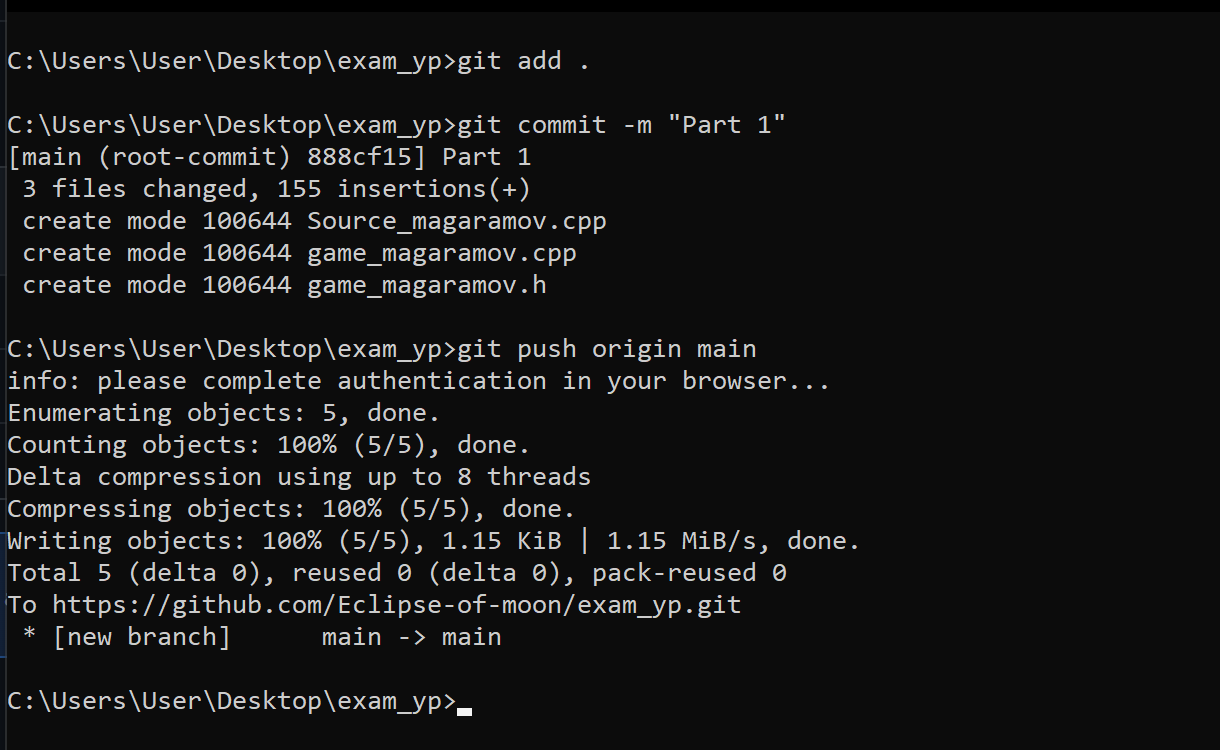 C:\Users\User\Desktop\exam_yp>git add .
C:\Users\User\Desktop\exam_yp>git commit -m "Part 1"
[main (root-commit) 888cf15] Part 1
 3 files changed, 155 insertions(+)
 create mode 100644 Source_magaramov.cpp
 create mode 100644 game_magaramov.cpp
 create mode 100644 game_magaramov.h
C:\Users\User\Desktop\exam_yp>git push origin main
info: please complete authentication in your browser...
Enumerating objects: 5, done.
Counting objects: 100% (5/5), done.
Delta compression using up to 8 threads
Compressing objects: 100% (5/5), done.
Writing objects: 100% (5/5), 1.15 KiB | 1.15 MiB/s, done.
Total 5 (delta 0), reused 0 (delta 0), pack-reused 0
To https://github.com/Eclipse-of-moon/exam_yp.git
 * [new branch]      main -> main
C:\Users\User\Desktop\exam_yp>